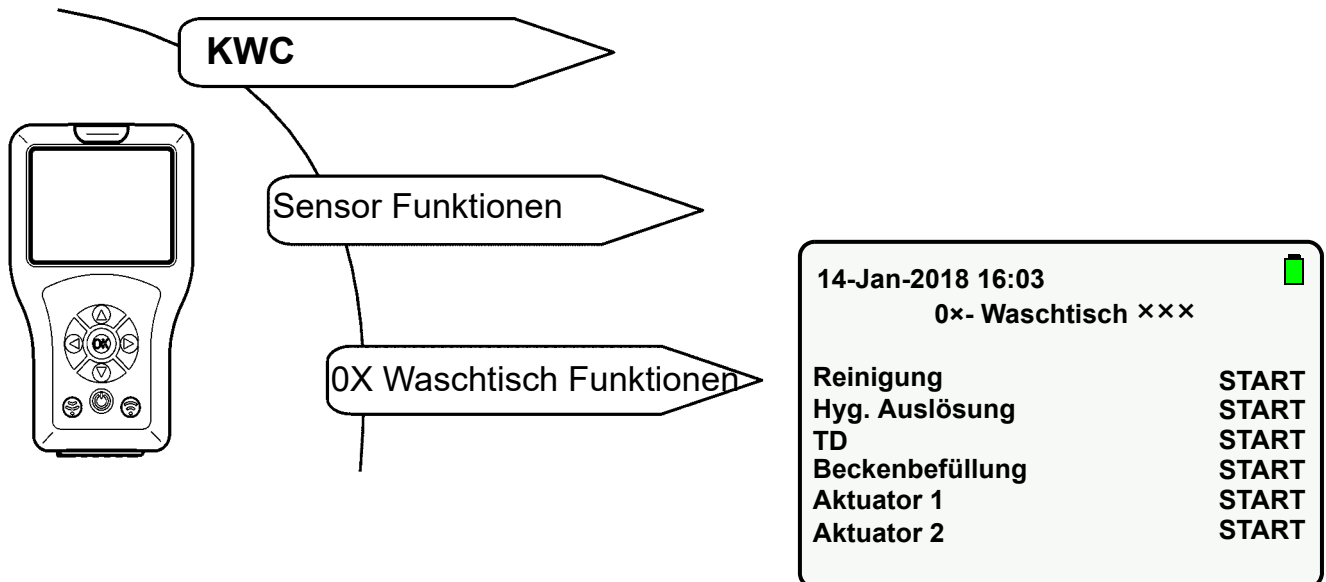 KWC
Sensor Funktionen
0X Waschtisch Funktionen
OK
14-Jan-2018 16:03
0×- Waschtisch ×××
Reinigung START
Hyg. Auslösung START
TD START
Beckenbefüllung START
Aktuator 1 START
Aktuator 2 START